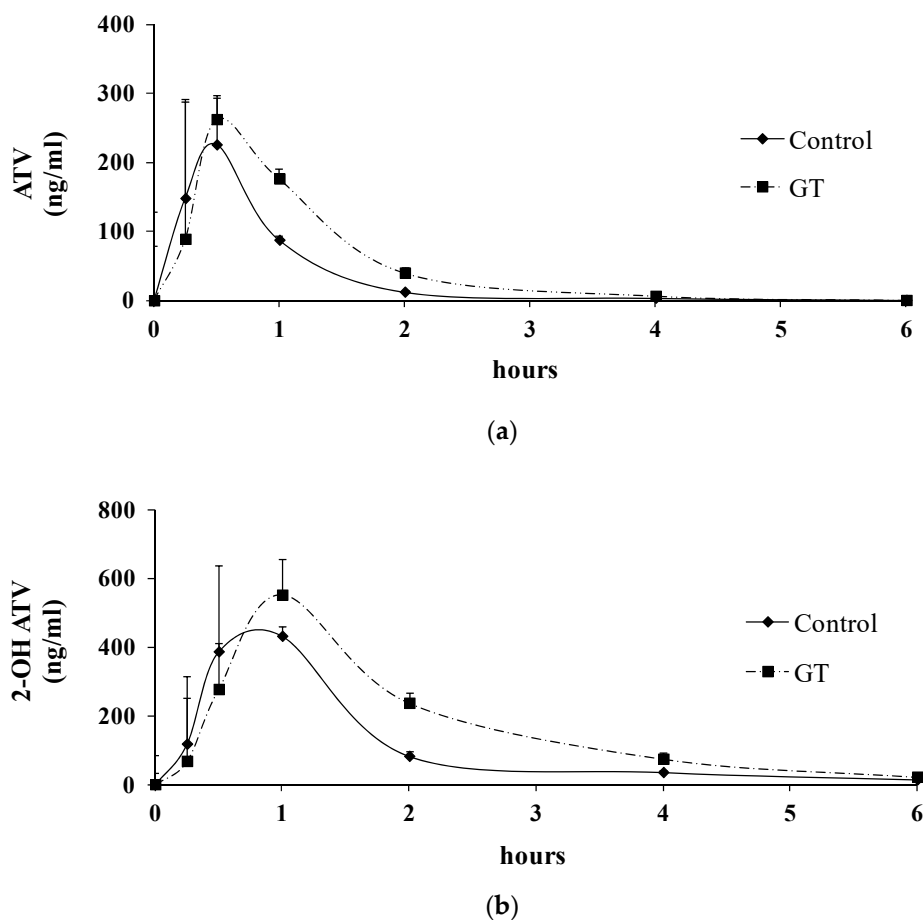 400
300
200
100
0
ATV
(ng/ml)
Control
GT
0 1 2 3 4 5 6
hours
(a)
800
600
400
200
0
2-OH ATV
(ng/ml)
Control
GT
0 1 2 3 4 5 6
hours
(b)